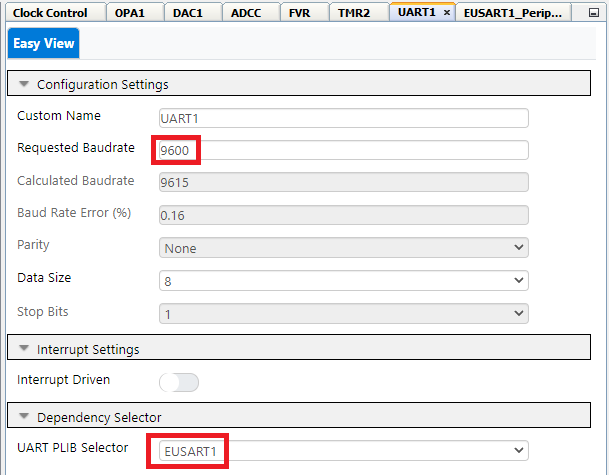 Clock Control OPA1 DAC1 ADCC FVR TMR2 UART1 × EUSART1_Perip...
Easy View
Configuration Settings
Custom Name UART1
Requested Baudrate 9600
Calculated Baudrate 9615
Baud Rate Error (%) 0.16
Parity None
Data Size 8
Stop Bits 1
Interrupt Settings
Interrupt Driven
Dependency Selector
UART PLIB Selector EUSART1